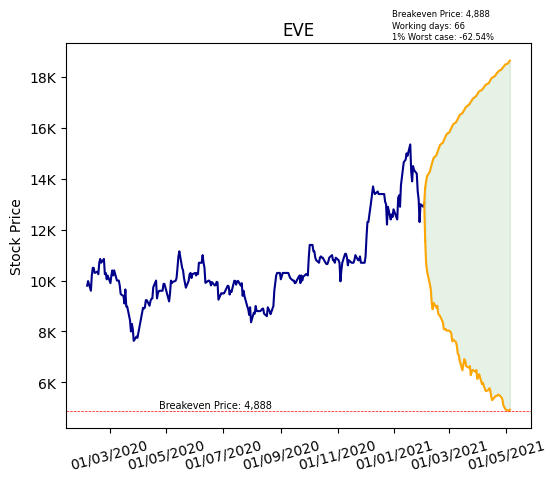 Breakeven Price: 4,888
Working days: 66
1% Worst case: -62.54%
EVE
18K
16K
14K
12K
10K
8K
6K
Stock Price
Breakeven Price: 4,888
01/03/2020
01/05/2020
01/07/2020
01/09/2020
01/11/2020
01/01/2021
01/03/2021
01/05/2021